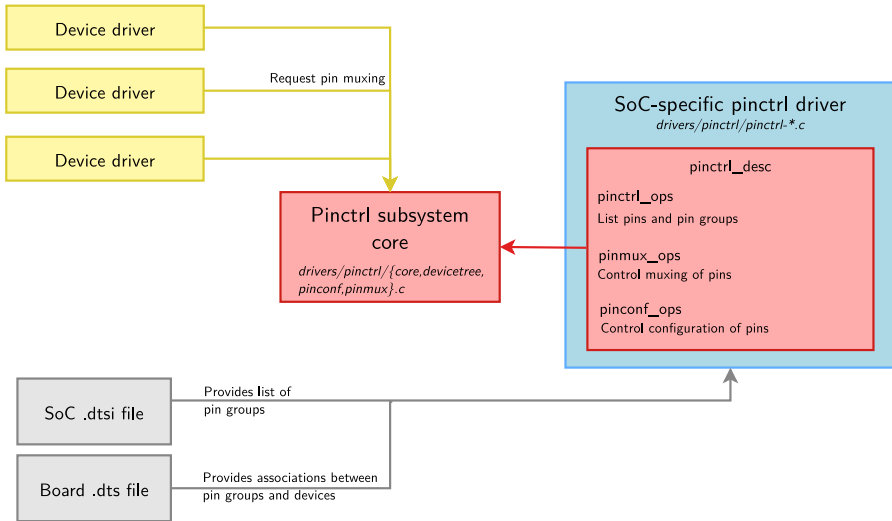 Device driver
Request pin muxing
Device driver
Device driver
SoC-specific pinctrl driver
drivers/pinctrl/pinctrl-*.c
pinctrl_desc
pinctrl_ops
List pins and pin groups
pinmux_ops
Control muxing of pins
pinconf_ops
Control configuration of pins
Pinctrl subsystem
core
drivers/pinctrl/{core,devicetree,
pinconf,pinmux}.c
SoC .dtsi file
Provides list of
pin groups
Board .dts file
Provides associations between
pin groups and devices